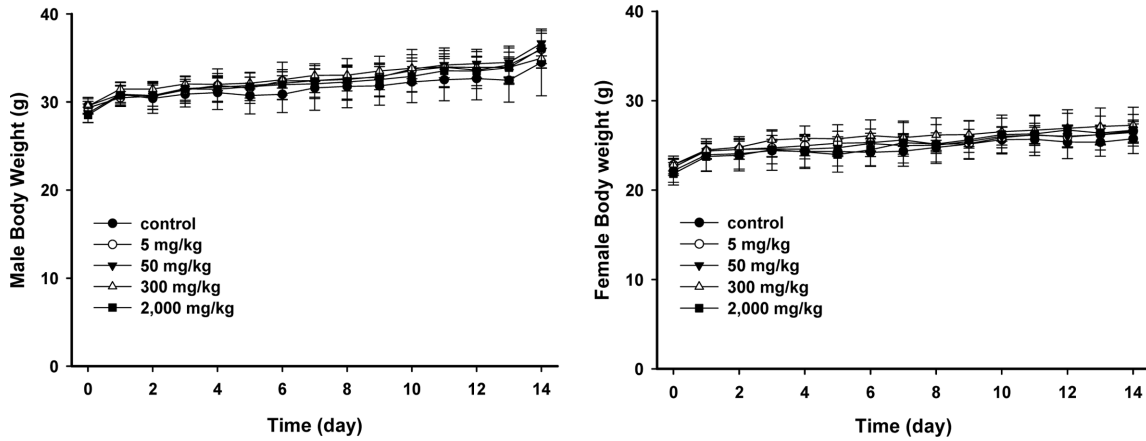 40
30
20
10
0
Male Body Weight (g)
control
5 mg/kg
50 mg/kg
300 mg/kg
2,000 mg/kg
0 2 4 6 8 10 12 14
Time (day)
40
30
20
10
0
Female Body weight (g)
control
5 mg/kg
50 mg/kg
300 mg/kg
2,000 mg/kg
0 2 4 6 8 10 12 14
Time (day)